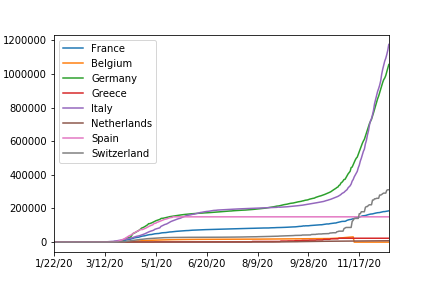 1200000
1000000
800000
600000
400000
200000
0
France
Belgium
Germany
Greece
Italy
Netherlands
Spain
Switzerland
1/22/20 3/12/20 5/1/20 6/20/20 8/9/20 9/28/20 11/17/20